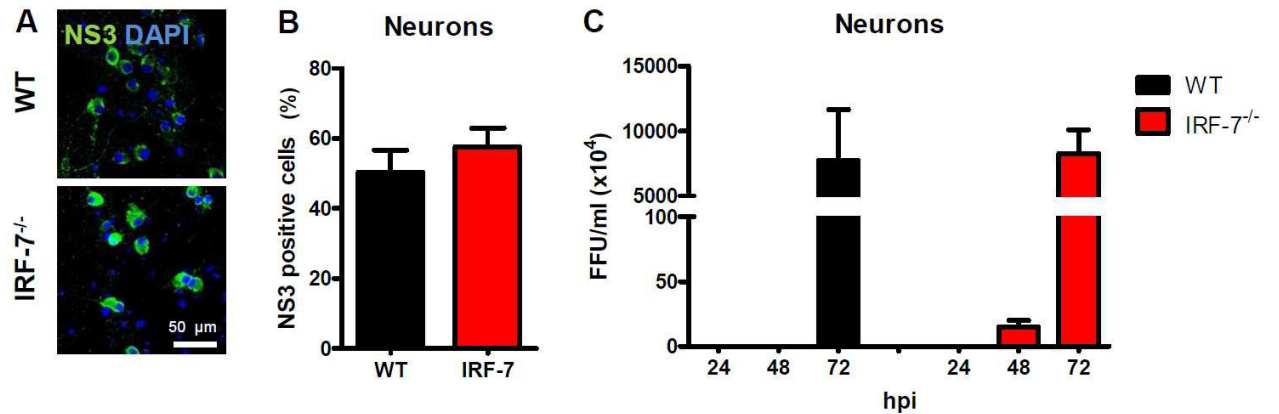 A
NS3 DAPI
WT
IRF-7-/-
50 µm
B
Neurons
NS3 positive cells (%)
80
60
40
20
0
WT
IRF-7
C
Neurons
FFU/ml (x10⁴)
15000
10000
5000
100
50
0
24 48 72 24 48 72
hpi
WT
IRF-7-/-